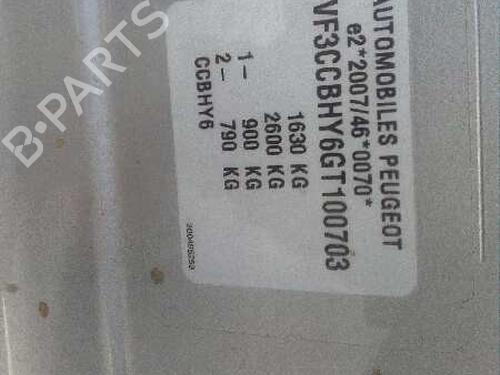 AUTOMOBILES PEUGEOT
e2*2007/46*0070*
VF3CCBHY6GT100703
1630 KG
2600 KG
1– 900 KG
2– 790 KG
CCBHY6
B-PARTS